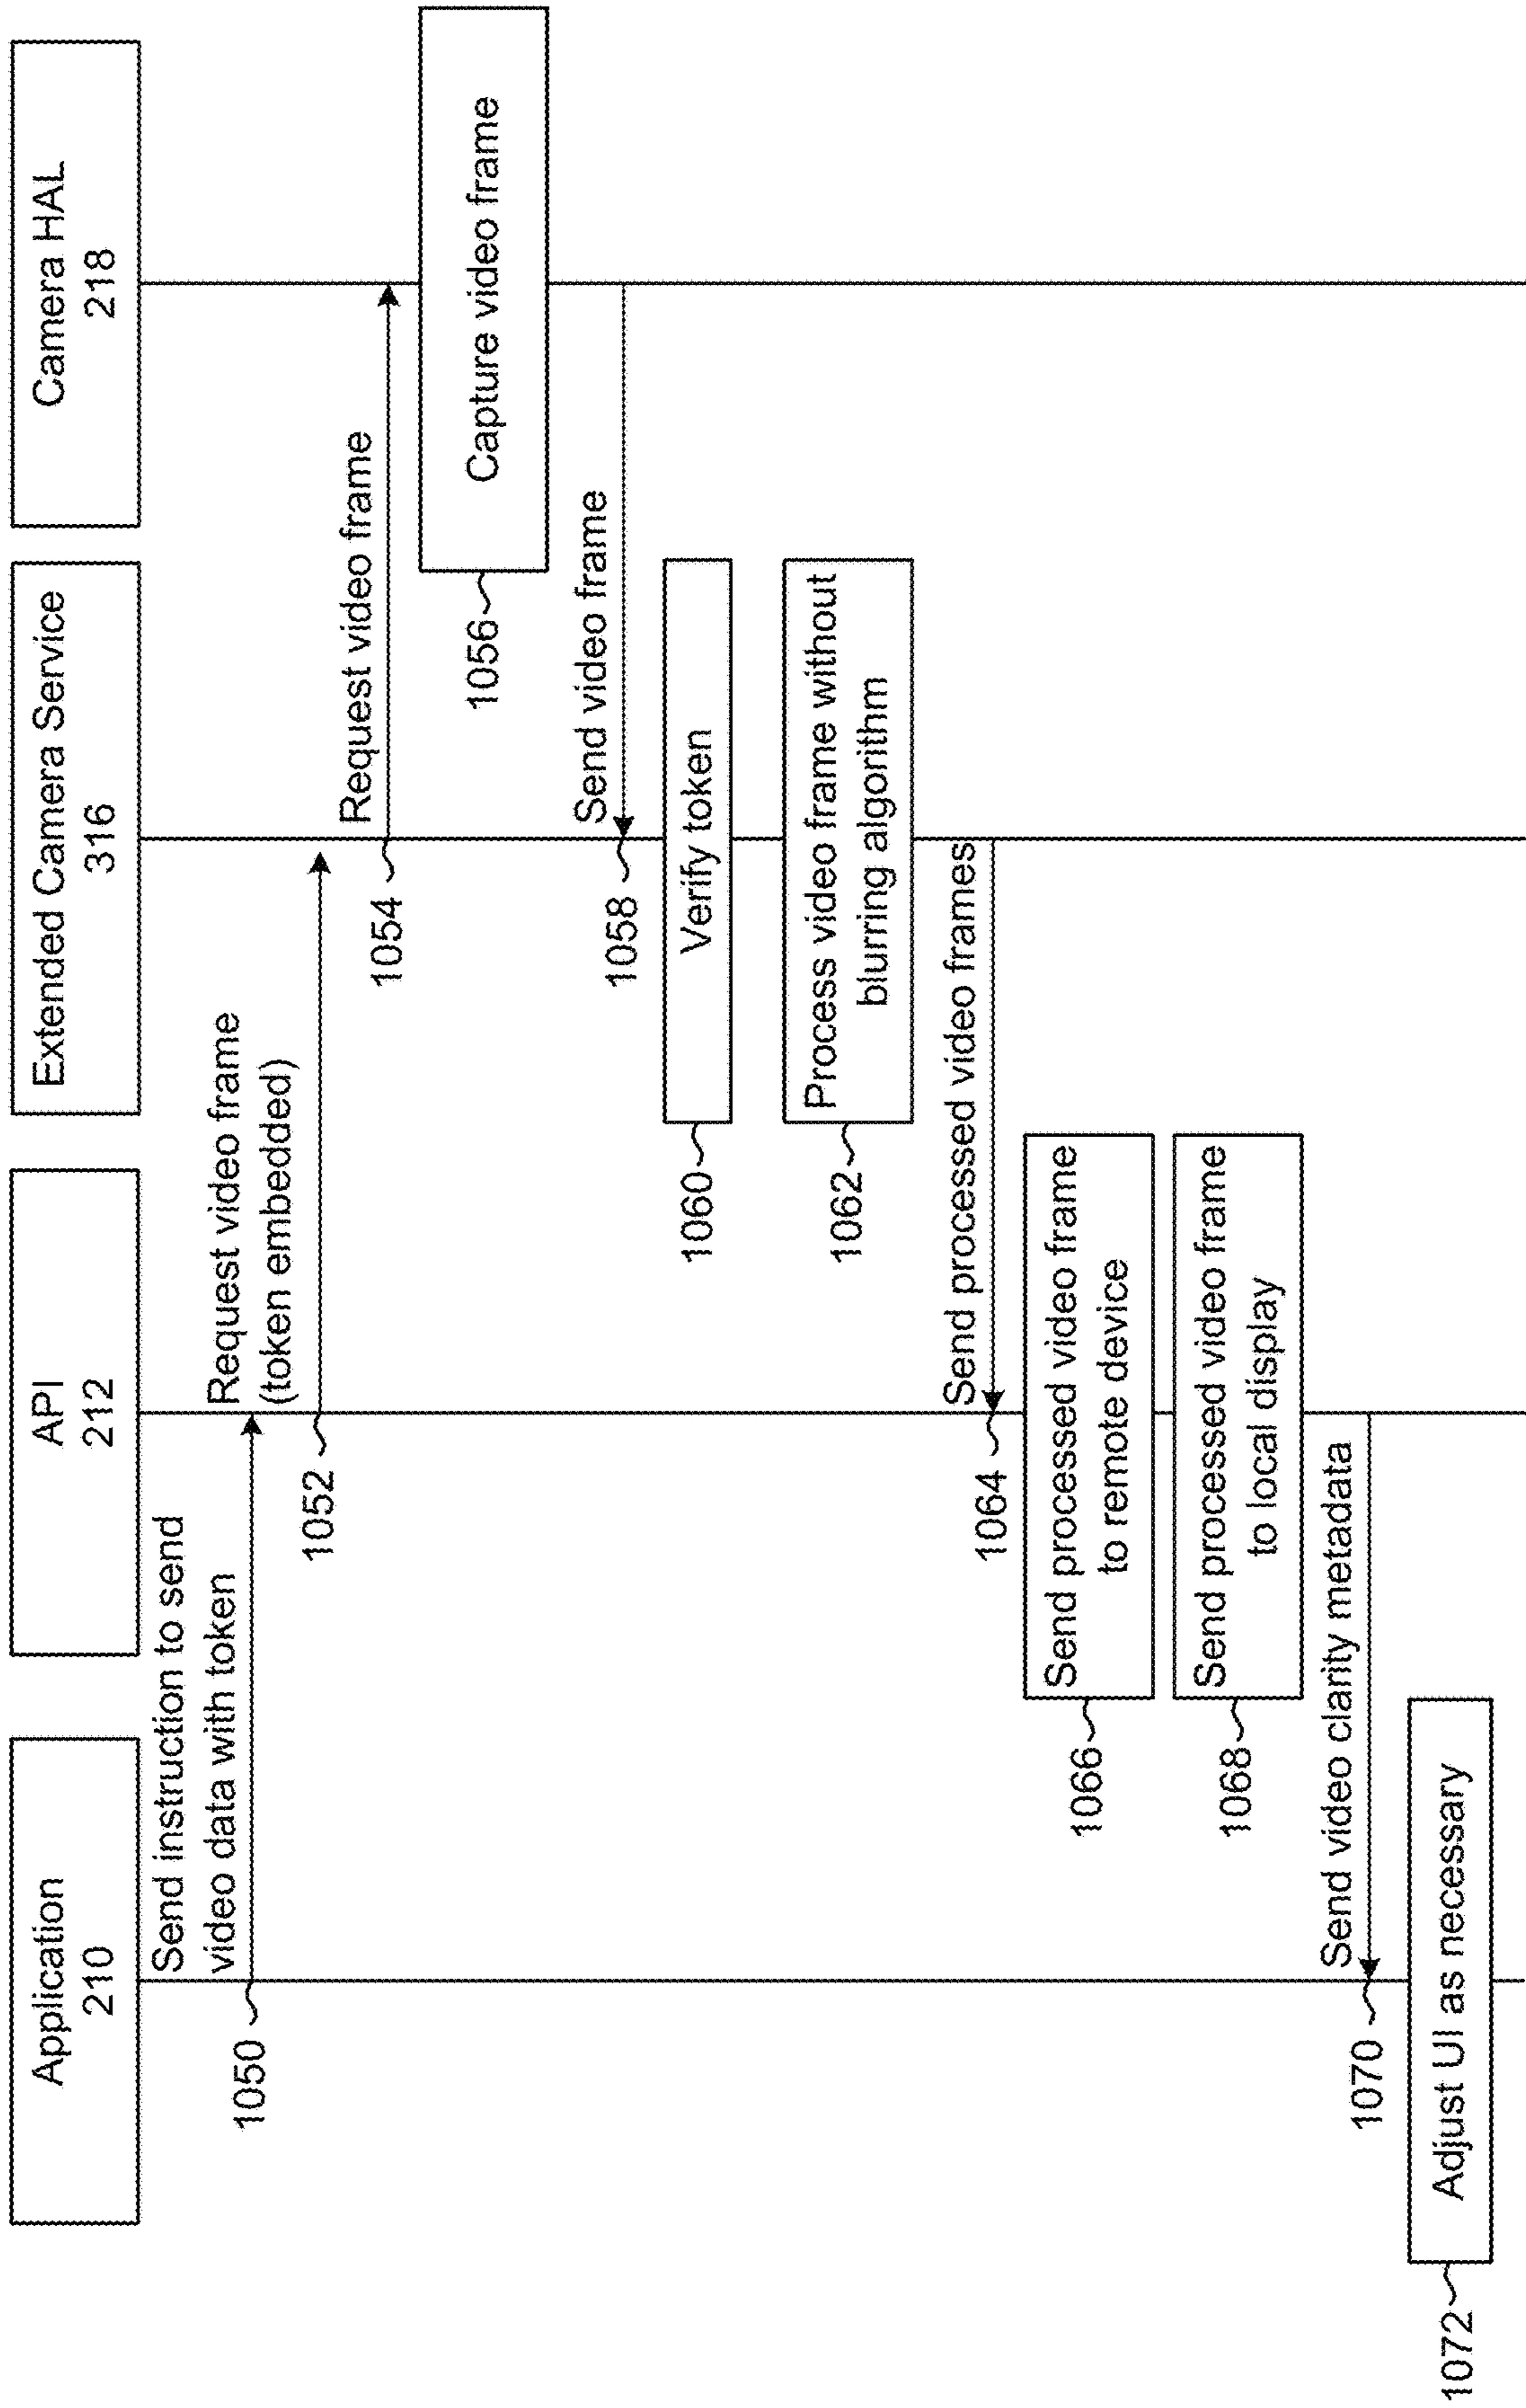 Application
210
API
212
Extended Camera Service
316
Camera HAL
218
Send instruction to send
video data with token
1050
Request video frame
(token embedded)
1052
Request video frame
1054
Capture video frame
1056
Send video frame
1058
Verify token
1060
Process video frame without
blurring algorithm
1062
Send processed video frames
1064
Send processed video frame
to remote device
1066
Send processed video frame
to local display
1068
Send video clarity metadata
1070
Adjust UI as necessary
1072